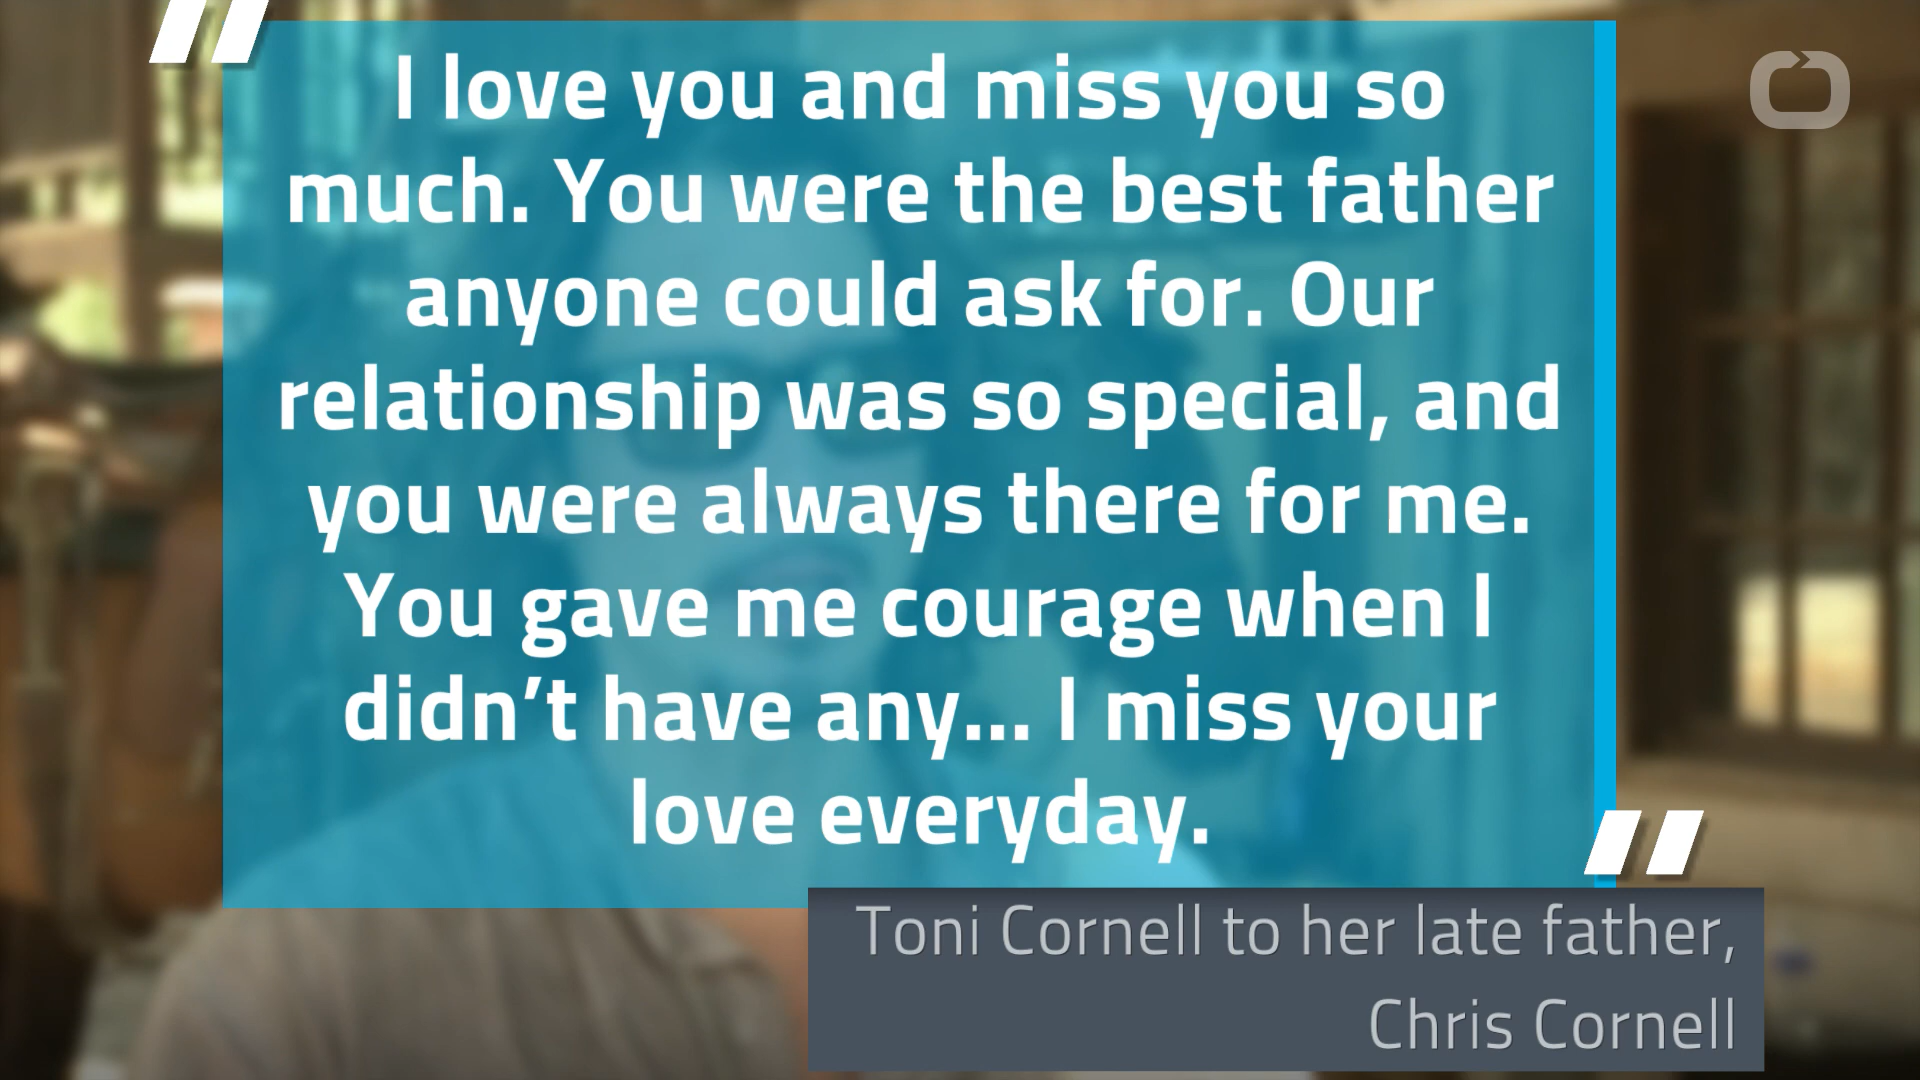 I love you and miss you so
much. You were the best father
anyone could ask for. Our
relationship was so special, and
you were always there for me.
You gave me courage when I
didn’t have any... I miss your
love everyday.
"
"
Toni Cornell to her late father,
Chris Cornell